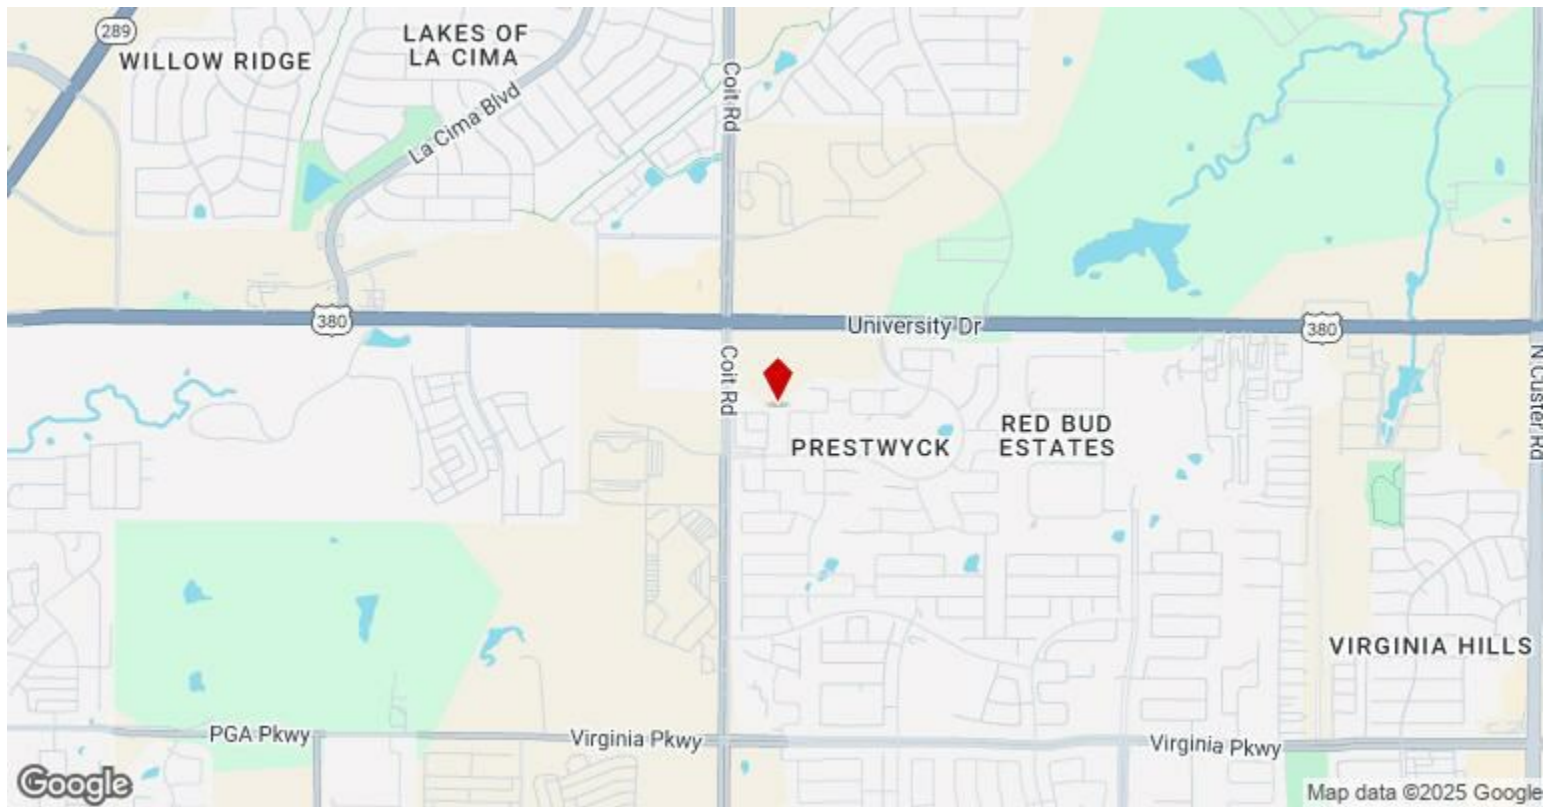 289
WILLOW RIDGE
LAKES OF
LA CIMA
La Cima Blvd
Coit Rd
380
University Dr
380
Coit Rd
N Custer Rd
PRESTWYCK
RED BUD
ESTATES
VIRGINIA HILLS
PGA Pkwy
Virginia Pkwy
Virginia Pkwy
Google
Map data ©2025 Google